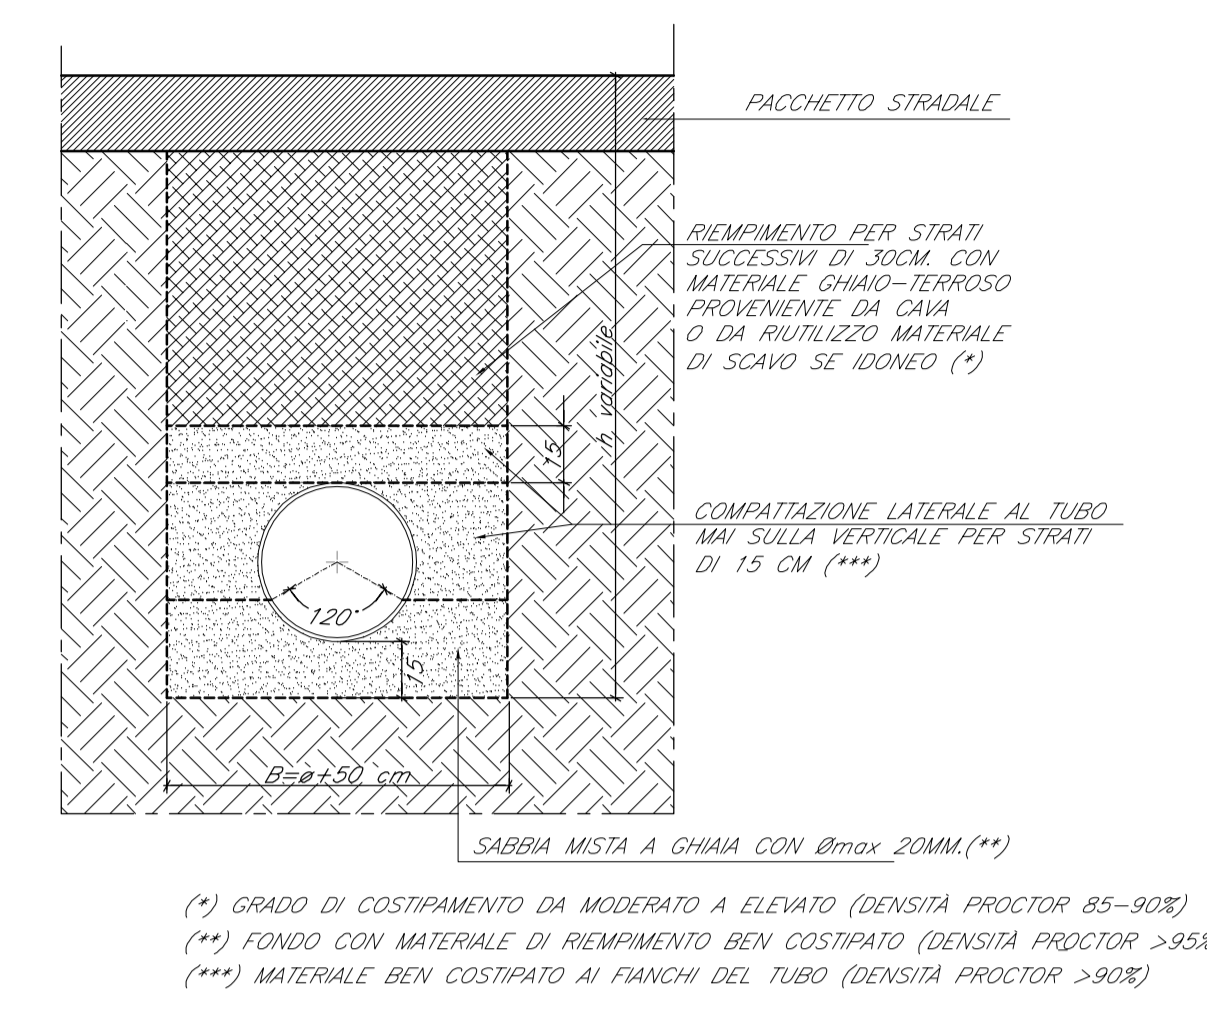 PACCHETTO STRADALE
RIEMPIMENTO PER STRATI
SUCCESSIVI DI 30CM. CON
MATERIALE GHIAIO-TERROSO
PROVENIENTE DA CAVA
O DA RIUTILIZZO MATERIALE
DI SCAVO SE IDONEO (*)
h variabile
15
COMPATTAZIONE LATERALE AL TUBO
MAI SULLA VERTICALE PER STRATI
DI 15 CM (***)
120°
15
B=ø+50 cm
SABBIA MISTA A GHIAIA CON Ømax 20MM.(**)
(*) GRADO DI COSTIPAMENTO DA MODERATO A ELEVATO (DENSITÀ PROCTOR 85-90%)
(**) FONDO CON MATERIALE DI RIEMPIMENTO BEN COSTIPATO (DENSITÀ PROCTOR >95%
(***) MATERIALE BEN COSTIPATO AI FIANCHI DEL TUBO (DENSITÀ PROCTOR >90%)